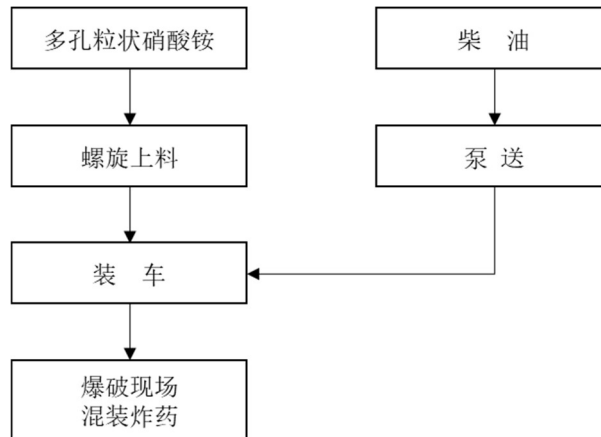 多孔粒状硝酸铵
柴 油
螺旋上料
泵 送
装 车
爆破现场
混装炸药